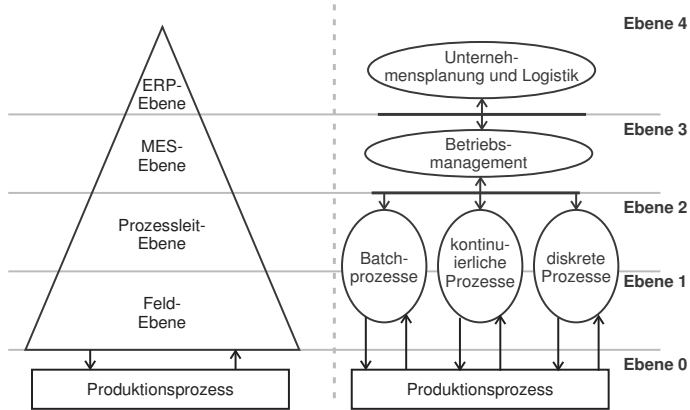 ERP-
Ebene
MES-
Ebene
Prozessleit-
Ebene
Feld-
Ebene
Produktionsprozess
Ebene 4
Unterneh-
mensplanung und Logistik
Ebene 3
Betriebs-
management
Ebene 2
Batch-
prozesse
kontinu-
ierliche
Prozesse
diskrete
Prozesse
Ebene 1
Ebene 0
Produktionsprozess